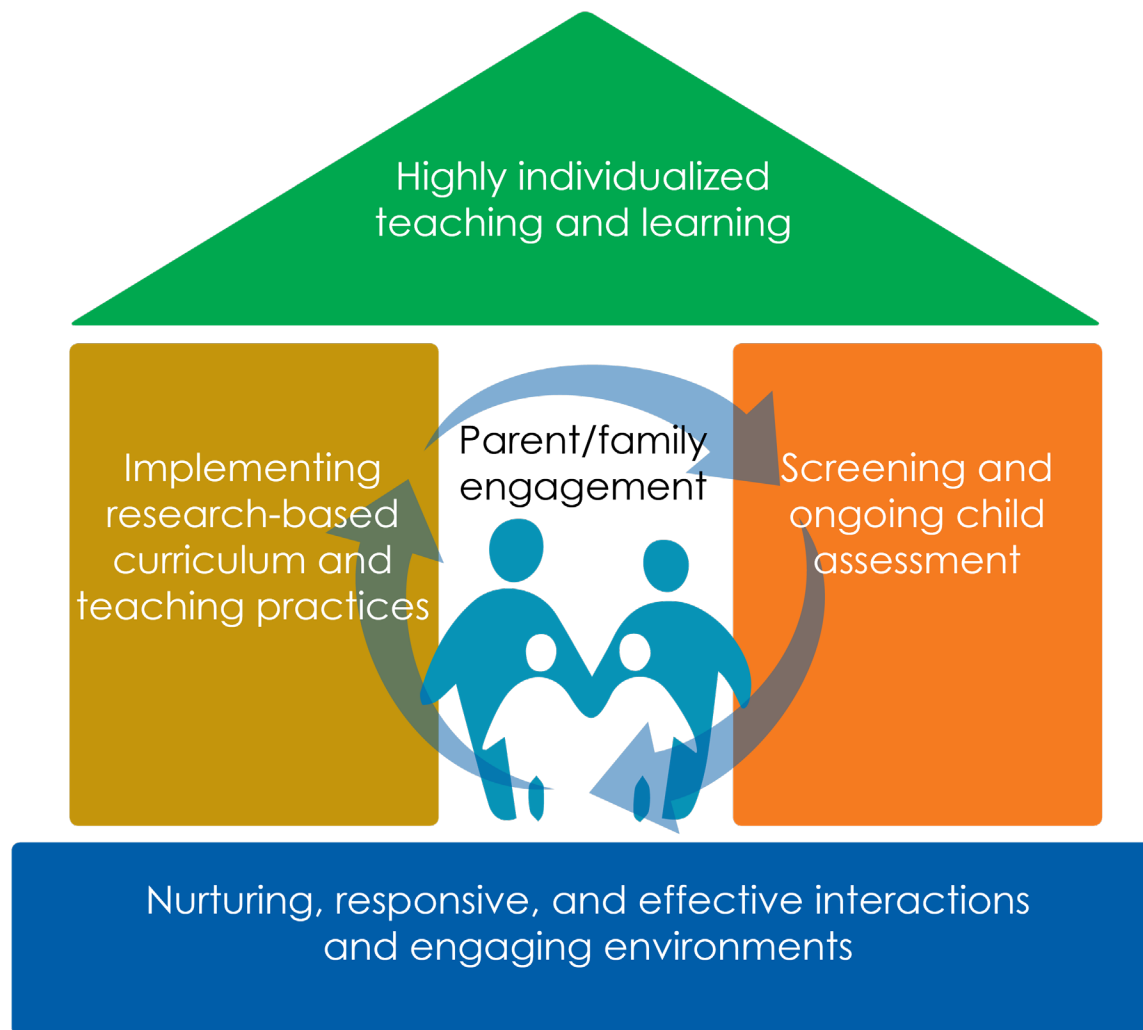 Highly individualized
teaching and learning
Parent/family
engagement
Implementing
research-based
curriculum and
teaching practices
Screening and
ongoing child
assessment
Nurturing, responsive, and effective interactions
and engaging environments